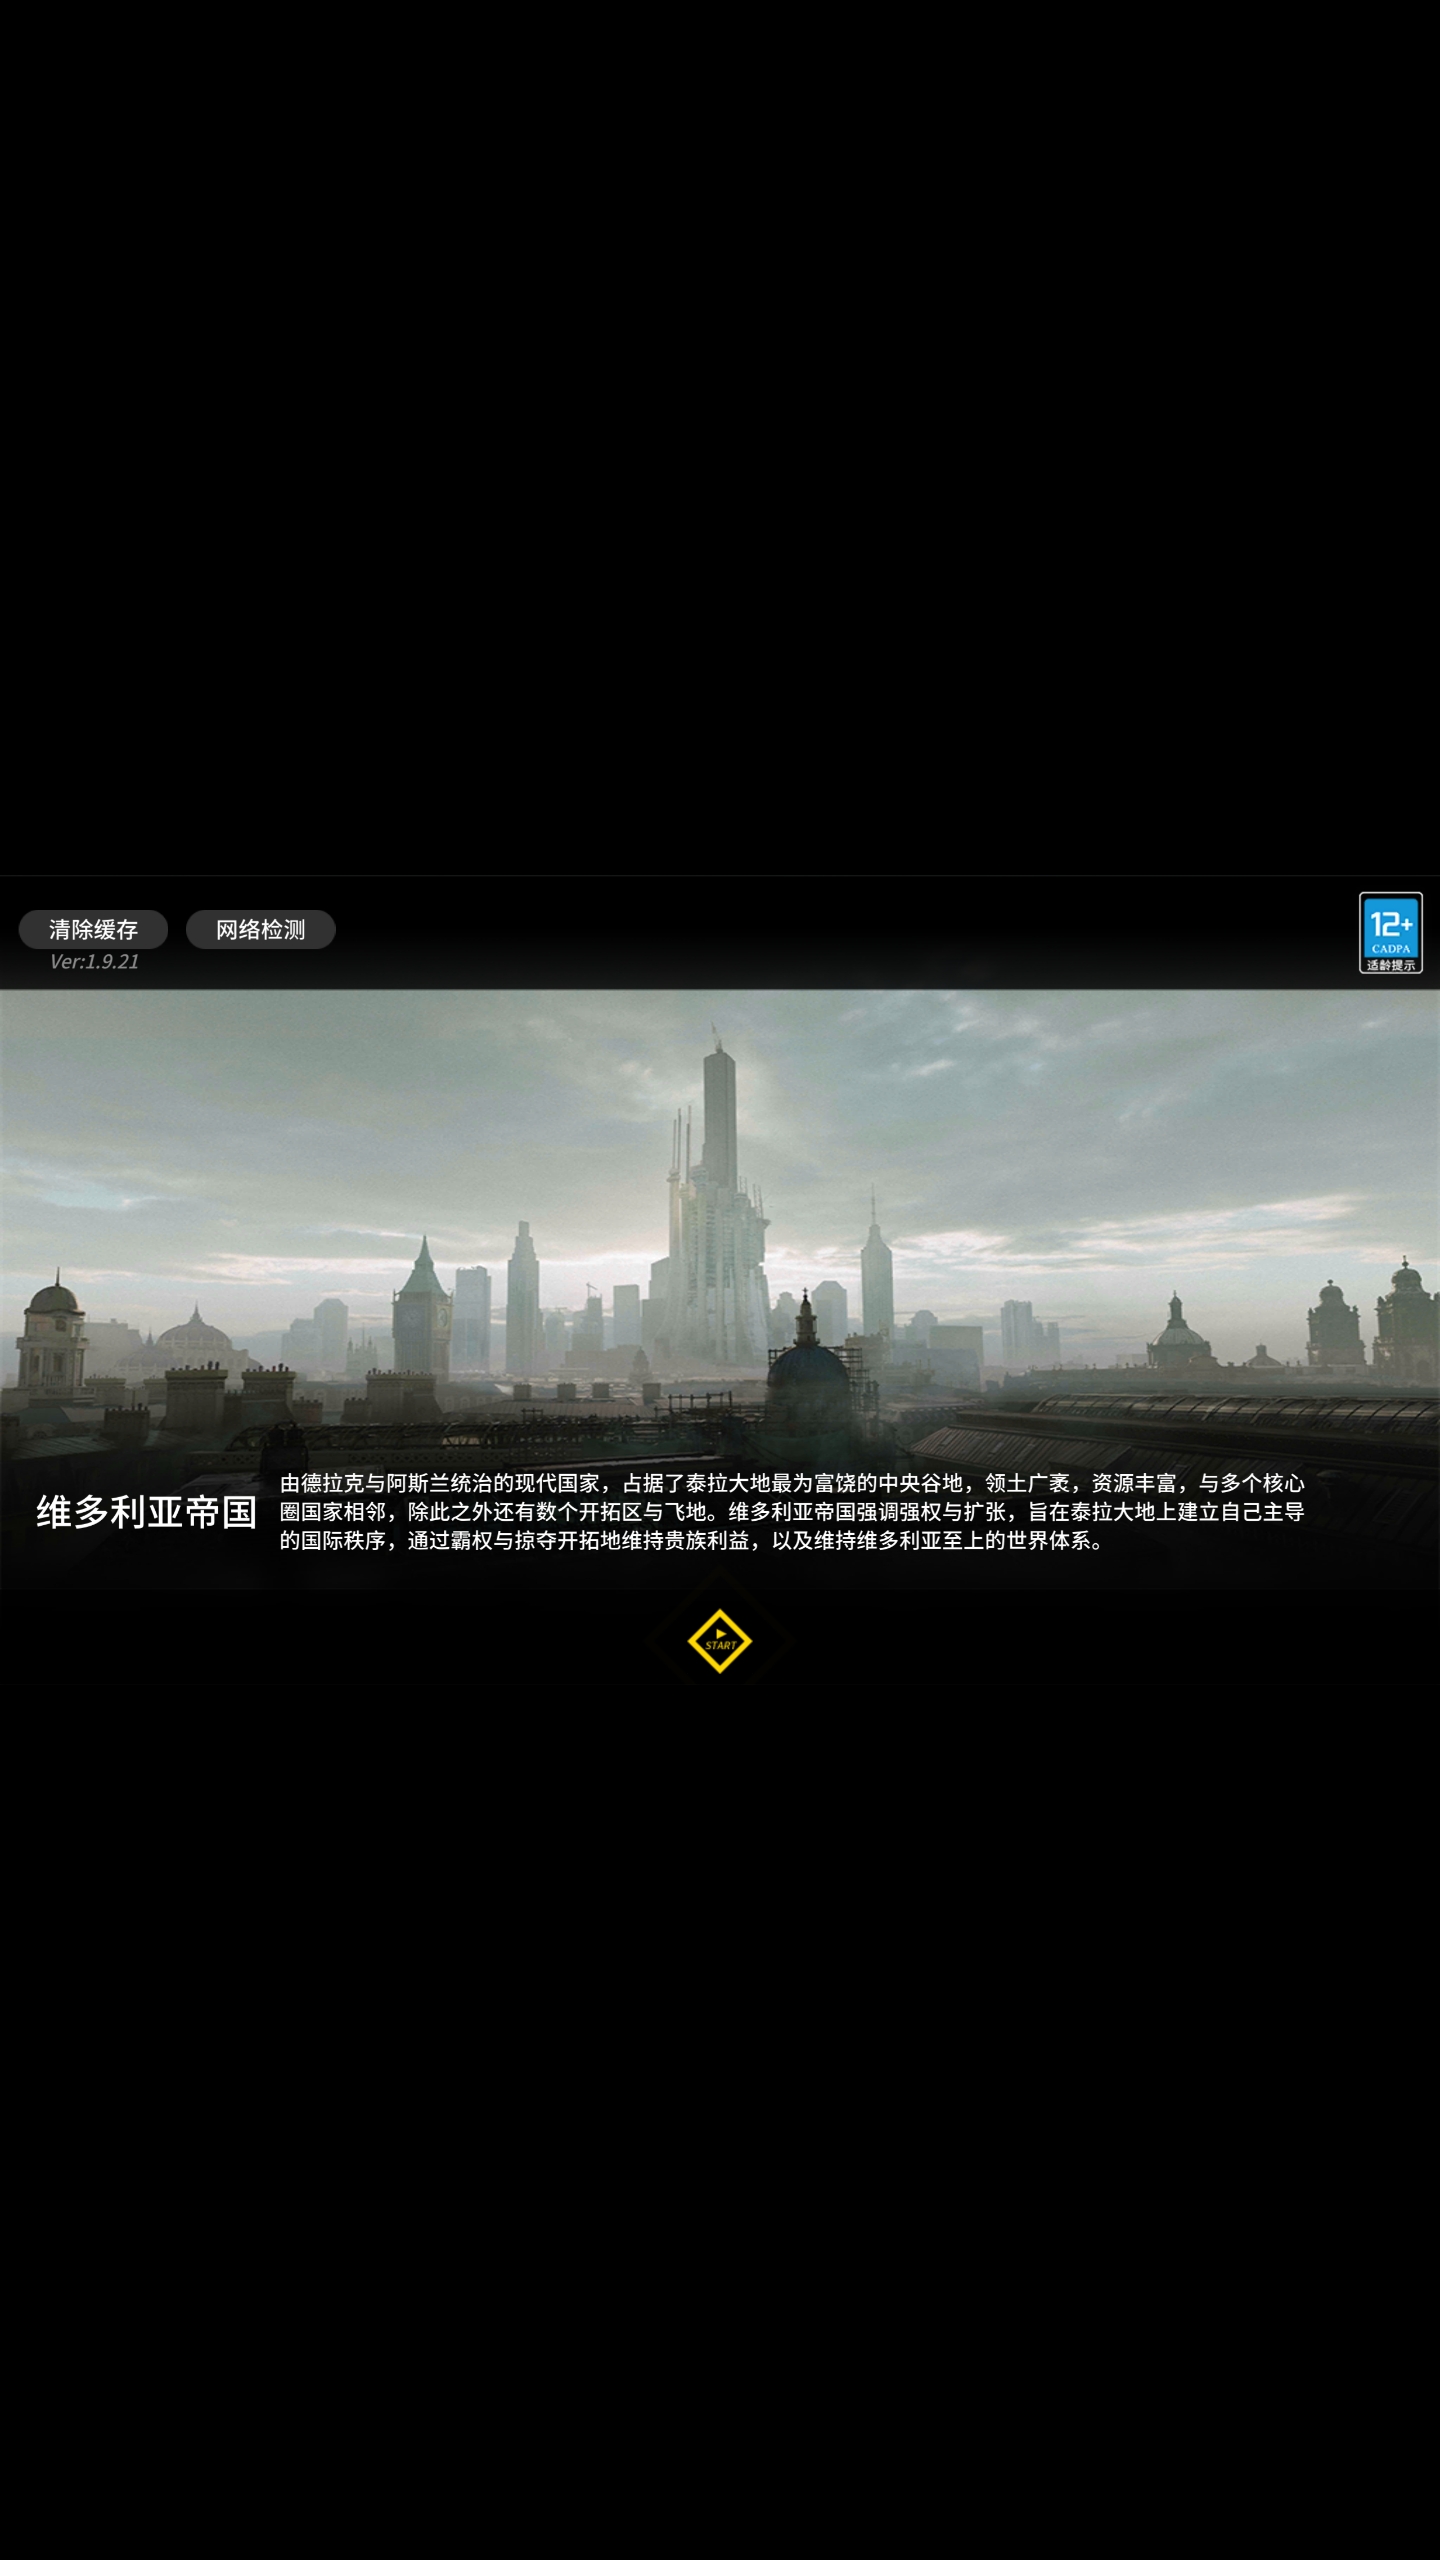 清除缓存
网络检测
Ver:1.9.21
12+
CADPA
适龄提示
维多利亚帝国
由德拉克与阿斯兰统治的现代国家，占据了泰拉大地最为富饶的中央谷地，领土广袤，资源丰富，与多个核心
圈国家相邻，除此之外还有数个开拓区与飞地。维多利亚帝国强调强权与扩张，旨在泰拉大地上建立自己主导
的国际秩序，通过霸权与掠夺开拓地维持贵族利益，以及维持维多利亚至上的世界体系。
START